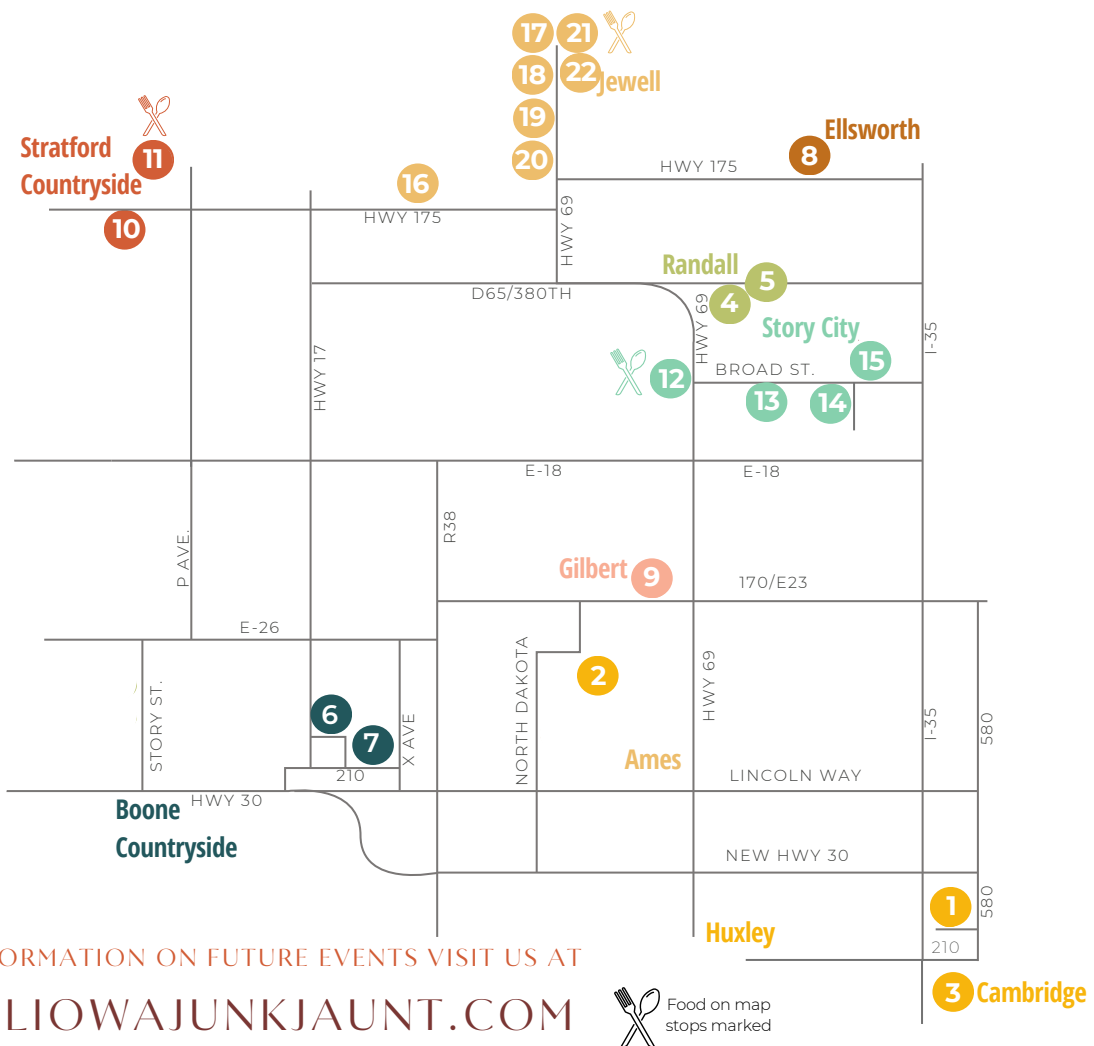 17 21
18 22 Jewell
19
20
Stratford
Countryside
11
10
16
HWY 175
Ellsworth
8
HWY 175
HWY 69
Randall
5
4
D65/380TH
HWY 69
Story City
15
I-35
12
BROAD ST.
13
14
HWY 17
E-18
E-18
R38
P AVE.
Gilbert
9
170/E23
E-26
2
NORTH DAKOTA
HWY 69
STORY ST.
6
7
X AVE
210
I-35
580
Ames
LINCOLN WAY
HWY 30
Boone
Countryside
NEW HWY 30
1
580
Huxley
210
3
Cambridge
ORMATION ON FUTURE EVENTS VISIT US AT
LIOWAJUNKJAUNT.COM
Food on map
stops marked